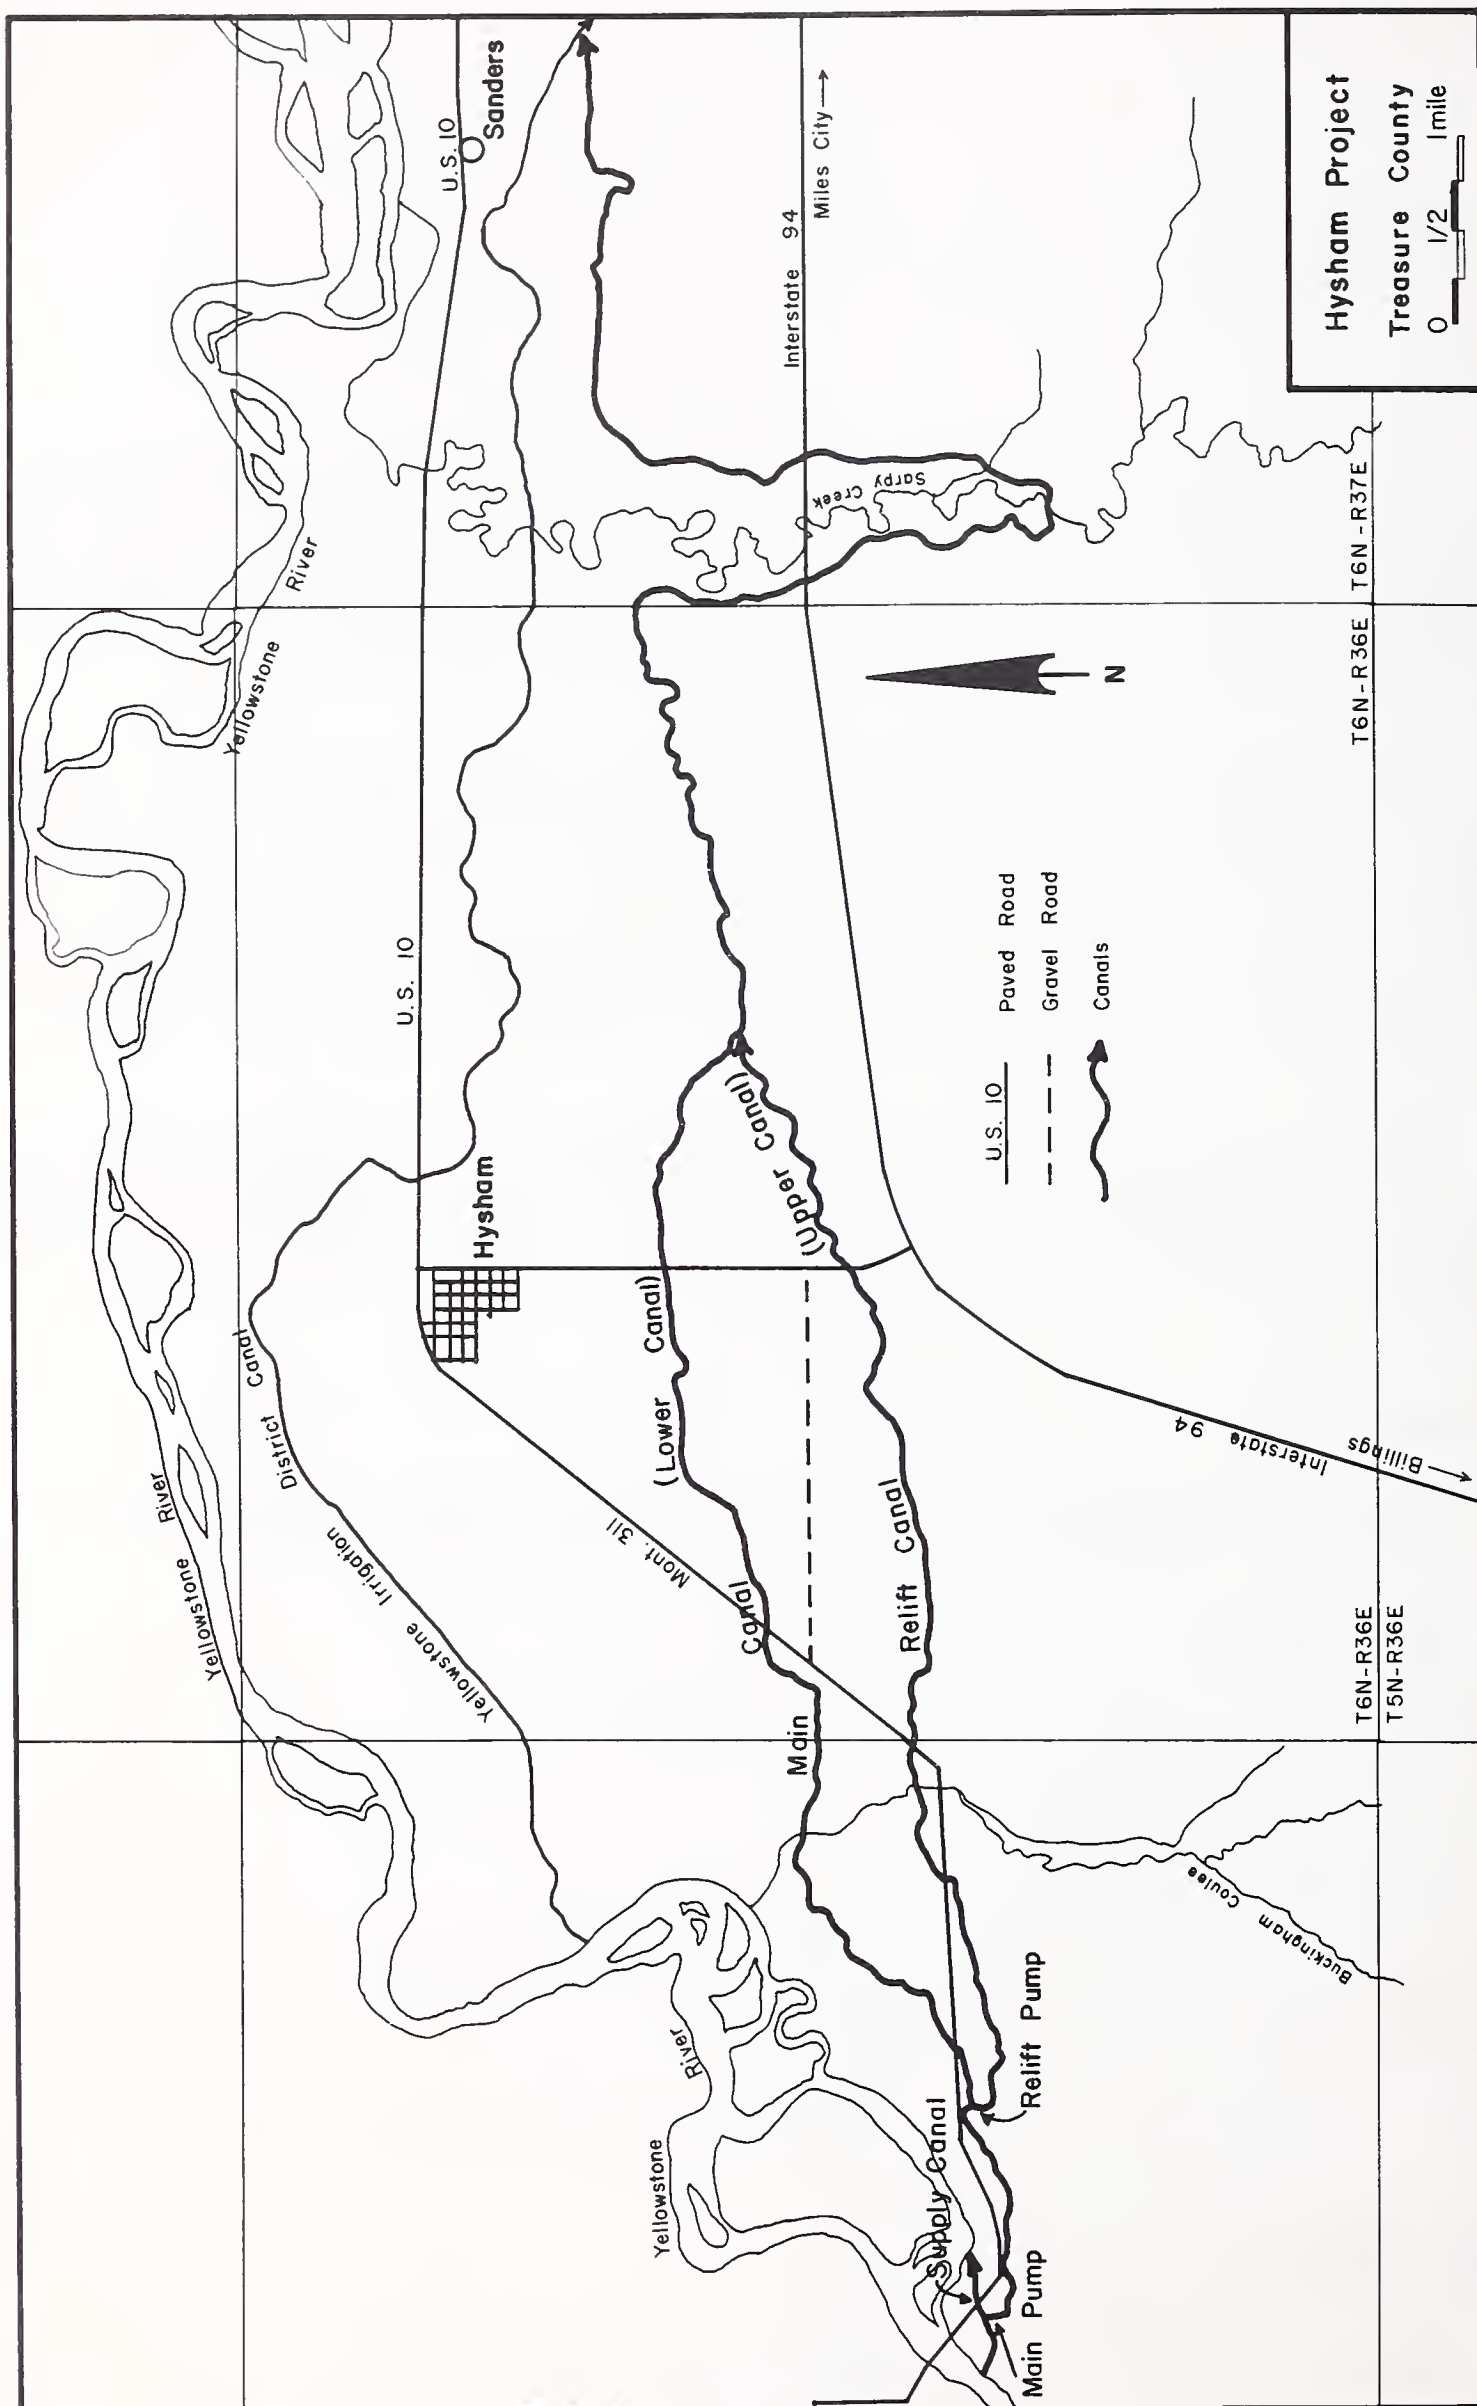 Hysham Project
Treasure County
0 1/2 1mile
Sanders
U.S. 10
Interstate 94
Miles City
Sarpy Creek
Yellowstone River
T6N-R36E T6N-R37E
N
U.S. 10
Hysham
U.S. 10 Paved Road
Gravel Road
Canals
Main Canal (Lower Canal)
Relift Canal (Upper Canal)
Yellowstone Irrigation District Canal
Yellowstone River
Mont. 311
Interstate 94
Billings
T6N-R36E
T5N-R36E
Buckingham Coulee
Yellowstone River
Supply Canal
Relift Pump
Main Pump